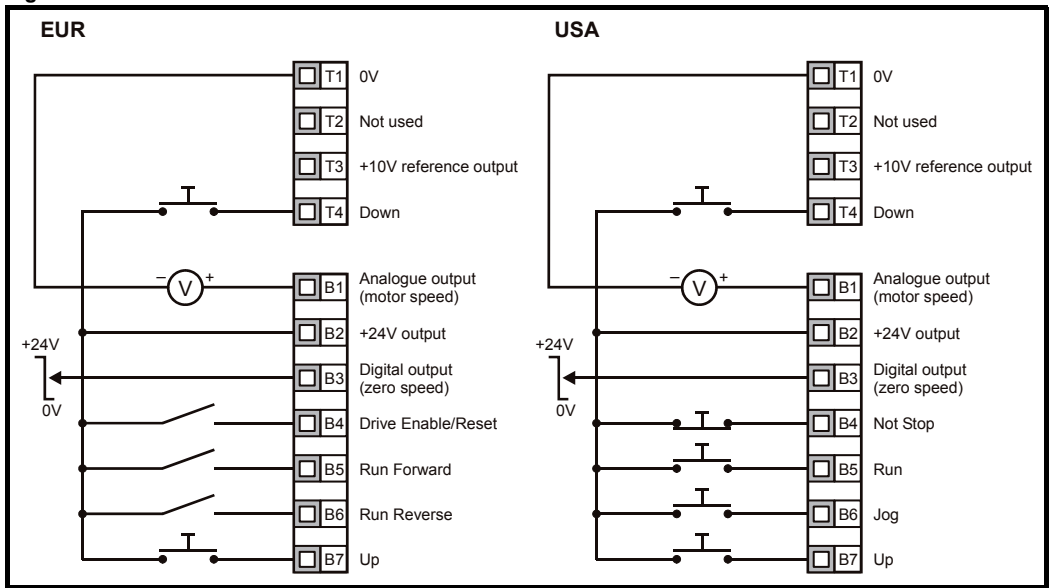 EUR
T1 0V
T2 Not used
T3 +10V reference output
T4 Down
– V +
B1 Analogue output
(motor speed)
B2 +24V output
+24V
B3 Digital output
(zero speed)
0V
B4 Drive Enable/Reset
B5 Run Forward
B6 Run Reverse
B7 Up
USA
T1 0V
T2 Not used
T3 +10V reference output
T4 Down
– V +
B1 Analogue output
(motor speed)
B2 +24V output
+24V
B3 Digital output
(zero speed)
0V
B4 Not Stop
B5 Run
B6 Jog
B7 Up